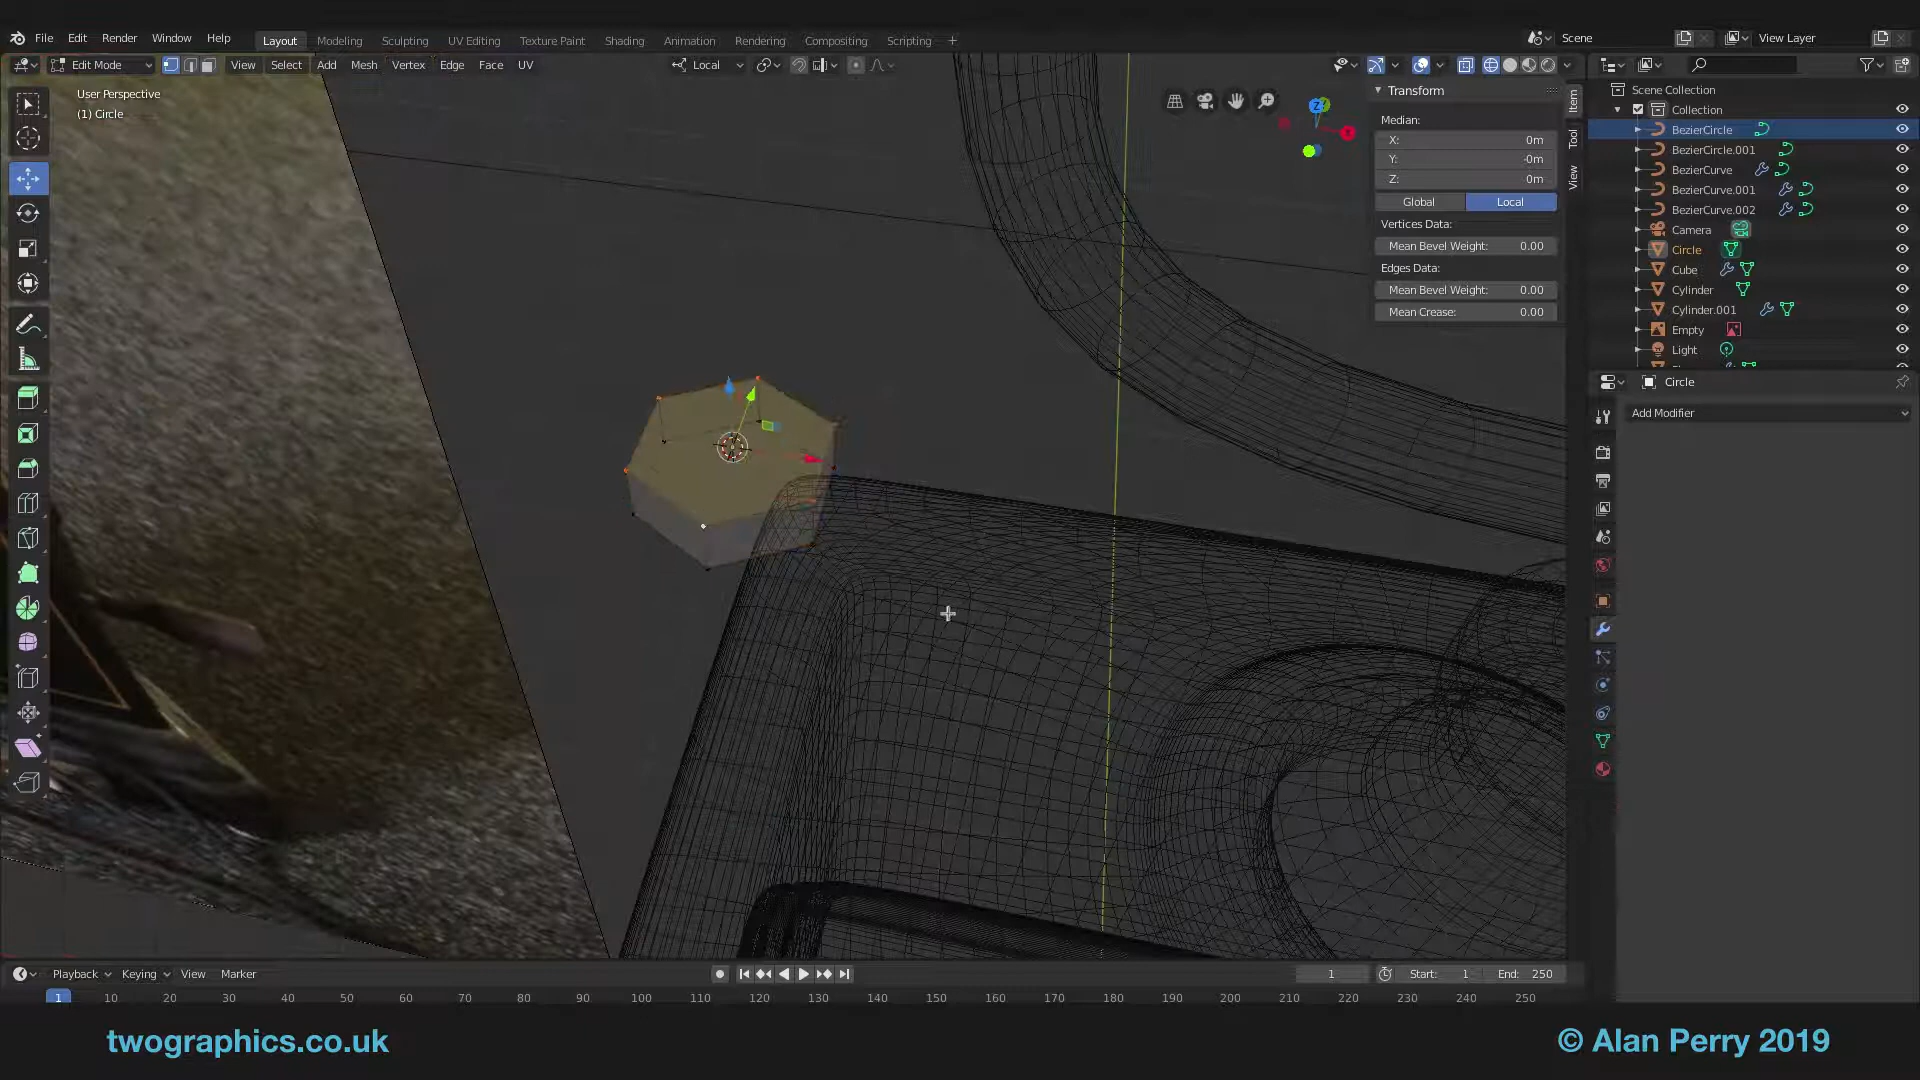 File Edit Render Window Help
Layout Modeling Sculpting UV Editing Texture Paint Shading Animation Rendering Compositing Scripting +
Scene
View Layer
Edit Mode
View Select Add Mesh Vertex Edge Face UV
Local
User Perspective
(1) Circle
Z
Transform
Median:
X: 0m
Y: -0m
Z: 0m
Global Local
Vertices Data:
Mean Bevel Weight: 0.00
Edges Data:
Mean Bevel Weight: 0.00
Mean Crease: 0.00
Item
Tool
View
Scene Collection
Collection
BezierCircle
BezierCircle.001
BezierCurve
BezierCurve.001
BezierCurve.002
Camera
Circle
Cube
Cylinder
Cylinder.001
Empty
Light
Circle
Add Modifier
Playback Keying View Marker
1
Start: 1
End: 250
1 10 20 30 40 50 60 70 80 90 100 110 120 130 140 150 160 170 180 190 200 210 220 230 240 250
twographics.co.uk
© Alan Perry 2019